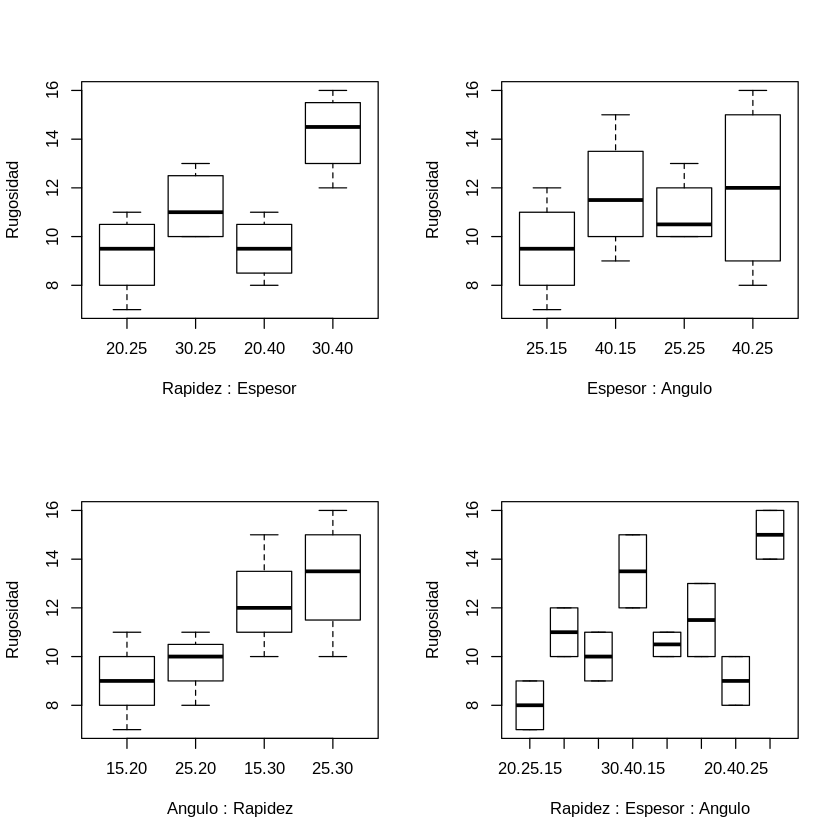 Rugosidad
16
14
12
10
8
20.25 30.25 20.40 30.40
Rapidez : Espesor
Rugosidad
16
14
12
10
8
25.15 40.15 25.25 40.25
Espesor : Angulo
Rugosidad
16
14
12
10
8
15.20 25.20 15.30 25.30
Angulo : Rapidez
Rugosidad
16
14
12
10
8
20.25.15 30.40.15 20.40.25
Rapidez : Espesor : Angulo